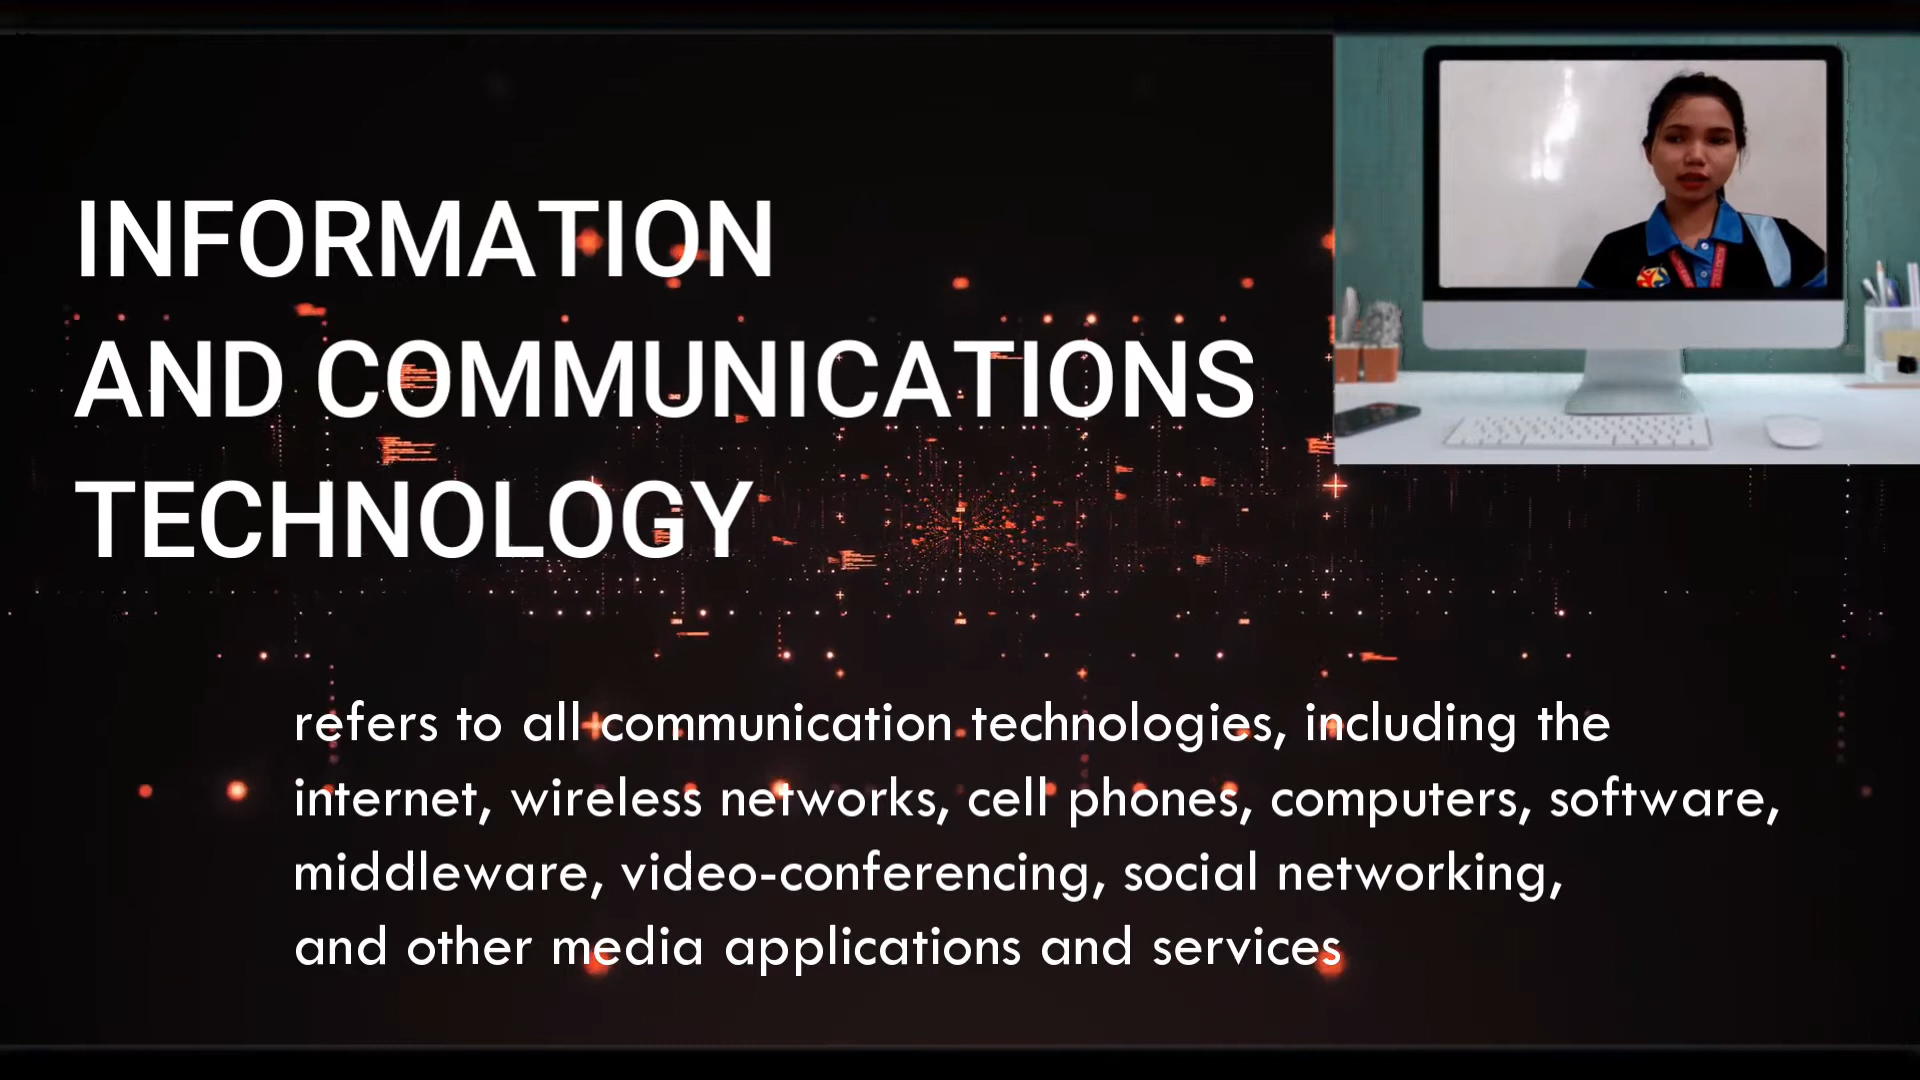 INFORMATION
AND COMMUNICATIONS
TECHNOLOGY
refers to all communication technologies, including the
internet, wireless networks, cell phones, computers, software,
middleware, video-conferencing, social networking,
and other media applications and services